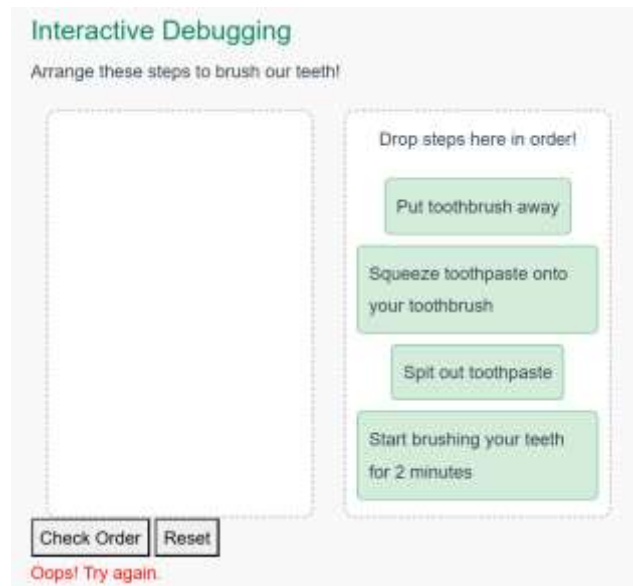 Interactive Debugging
Arrange these steps to brush our teeth!
Drop steps here in order!
Put toothbrush away
Squeeze toothpaste onto
your toothbrush
Spit out toothpaste
Start brushing your teeth
for 2 minutes
Check Order Reset
Oops! Try again.